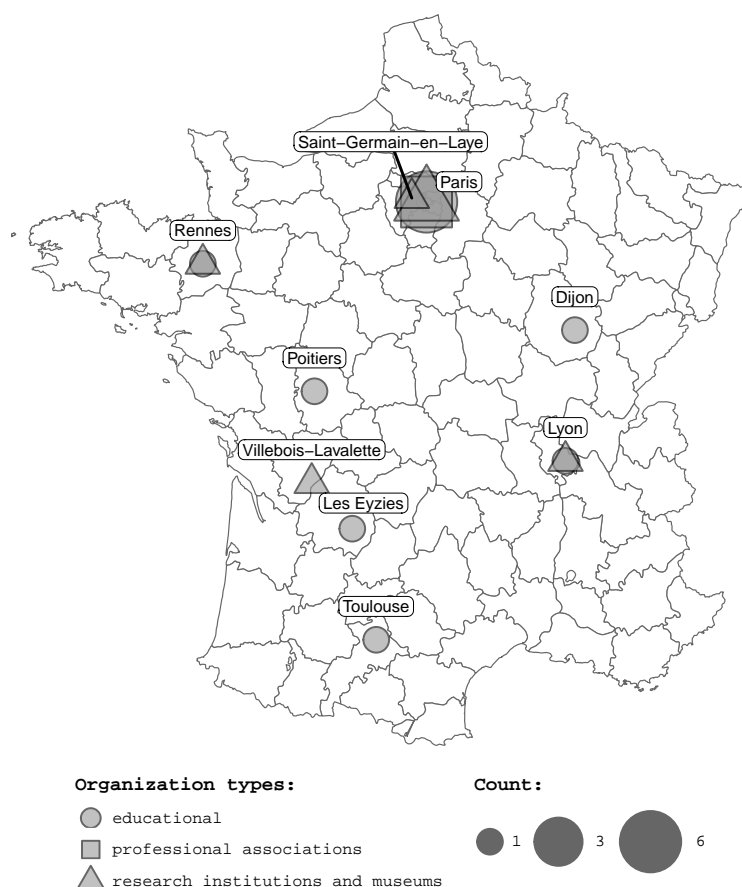 Saint−Germain−en−Laye
Paris
Rennes
Dijon
Poitiers
Lyon
Villebois−Lavalette
Les Eyzies
Toulouse
Organization types:
educational
professional associations
research institutions and museums
Count:
1 3 6